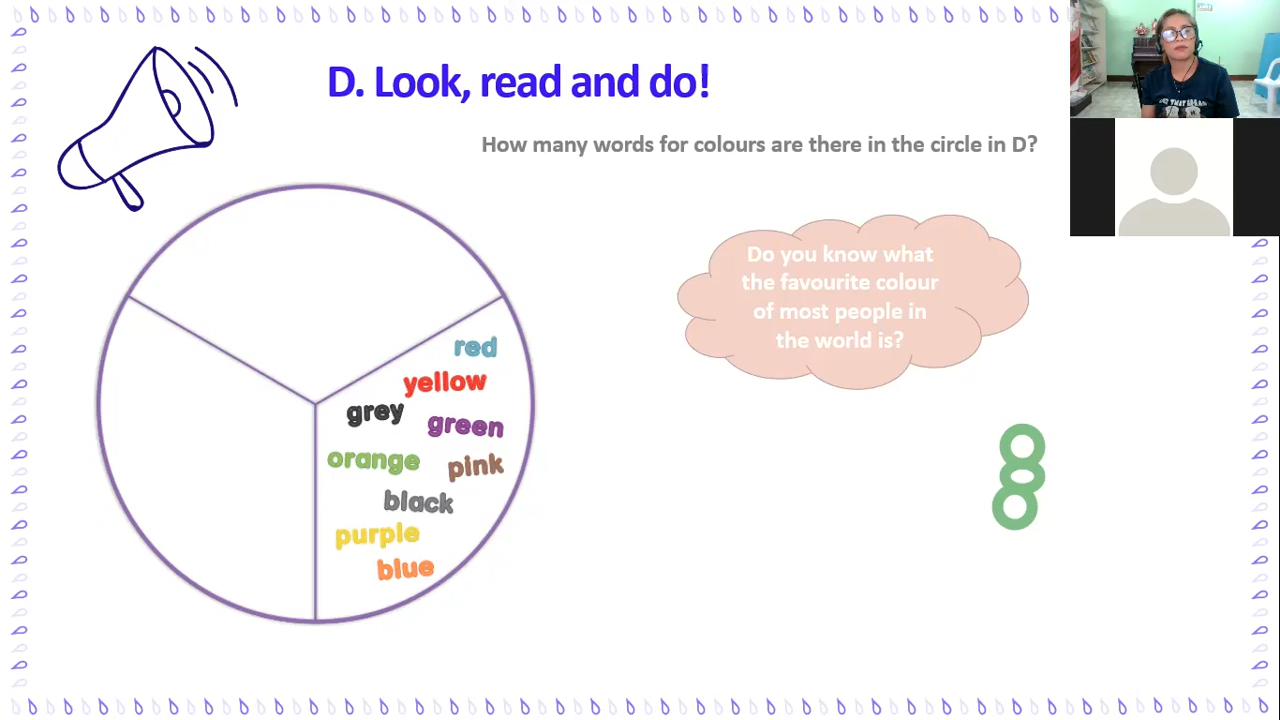 D. Look, read and do!
How many words for colours are there in the circle in D?
Do you know what
the favourite colour
of most people in
the world is?
red
yellow
grey
green
orange
pink
black
purple
blue